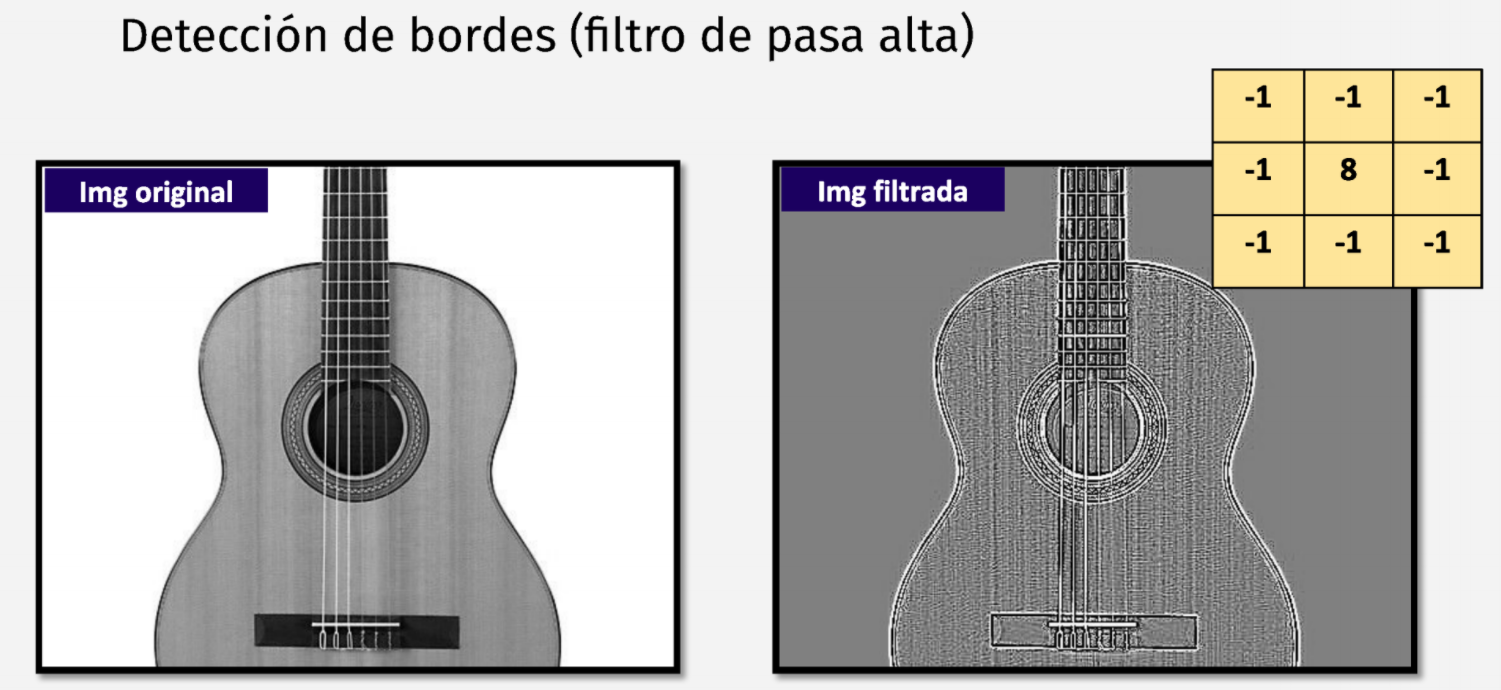 Detección de bordes (filtro de pasa alta)
Img original
Img filtrada
-1 -1 -1
-1 8 -1
-1 -1 -1